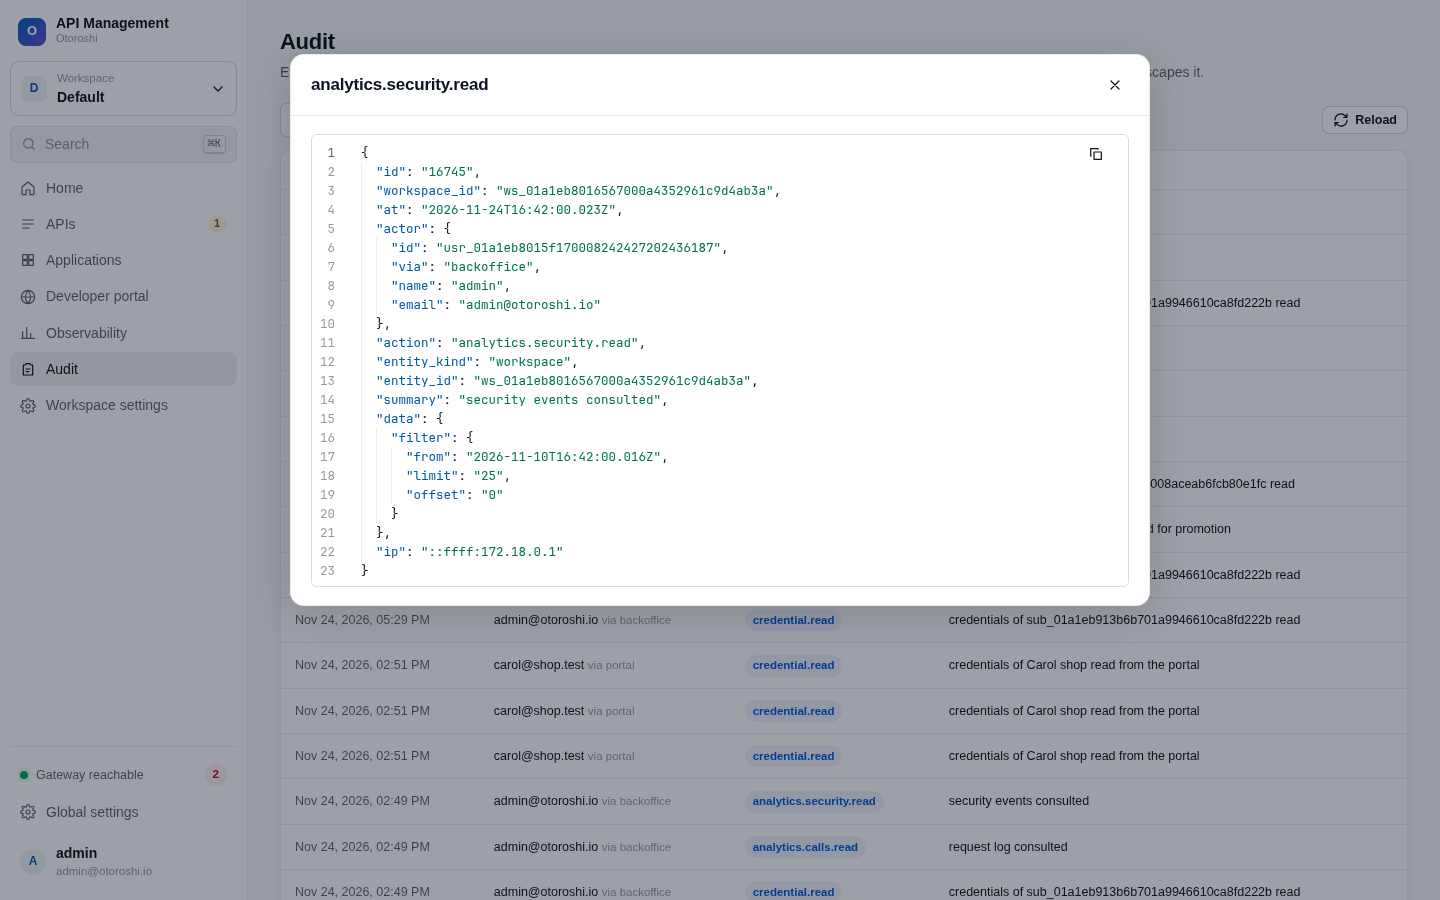 O
API Management
Otoroshi
D
Workspace
Default
Search
⌘K
Home
APIs
1
Applications
Developer portal
Observability
Audit
Workspace settings
Gateway reachable
2
Global settings
A
admin
admin@otoroshi.io
Audit
scapes it.
Reload
analytics.security.read
1 {
2 "id": "16745",
3 "workspace_id": "ws_01a1eb8016567000a4352961c9d4ab3a",
4 "at": "2026-11-24T16:42:00.023Z",
5 "actor": {
6 "id": "usr_01a1eb8015f170008242427202436187",
7 "via": "backoffice",
8 "name": "admin",
9 "email": "admin@otoroshi.io"
10 },
11 "action": "analytics.security.read",
12 "entity_kind": "workspace",
13 "entity_id": "ws_01a1eb8016567000a4352961c9d4ab3a",
14 "summary": "security events consulted",
15 "data": {
16 "filter": {
17 "from": "2026-11-10T16:42:00.016Z",
18 "limit": "25",
19 "offset": "0"
20 }
21 },
22 "ip": "::ffff:172.18.0.1"
23 }
1a9946610ca8fd222b read
008aceab6fcb80e1fc read
for promotion
1a9946610ca8fd222b read
Nov 24, 2026, 05:29 PM admin@otoroshi.io via backoffice credential.read credentials of sub_01a1eb913b6b701a9946610ca8fd222b read
Nov 24, 2026, 02:51 PM carol@shop.test via portal credential.read credentials of Carol shop read from the portal
Nov 24, 2026, 02:51 PM carol@shop.test via portal credential.read credentials of Carol shop read from the portal
Nov 24, 2026, 02:51 PM carol@shop.test via portal credential.read credentials of Carol shop read from the portal
Nov 24, 2026, 02:49 PM admin@otoroshi.io via backoffice analytics.security.read security events consulted
Nov 24, 2026, 02:49 PM admin@otoroshi.io via backoffice analytics.calls.read request log consulted
Nov 24, 2026, 02:49 PM admin@otoroshi.io via backoffice credential.read credentials of sub_01a1eb913b6b701a9946610ca8fd222b read